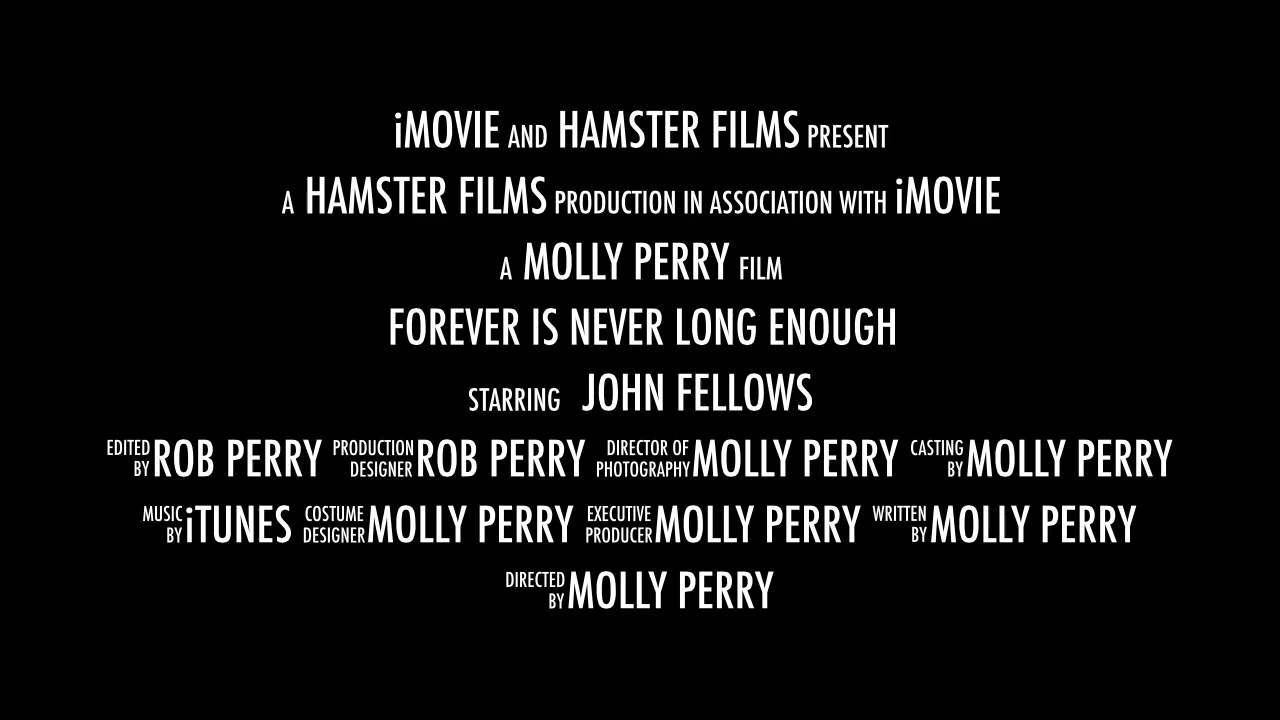 iMOVIE AND HAMSTER FILMS PRESENT
A HAMSTER FILMS PRODUCTION IN ASSOCIATION WITH iMOVIE
A MOLLY PERRY FILM
FOREVER IS NEVER LONG ENOUGH
STARRING JOHN FELLOWS
EDITED BY ROB PERRY PRODUCTION DESIGNER ROB PERRY DIRECTOR OF PHOTOGRAPHY MOLLY PERRY CASTING BY MOLLY PERRY
MUSIC BY iTUNES COSTUME DESIGNER MOLLY PERRY EXECUTIVE PRODUCER MOLLY PERRY WRITTEN BY MOLLY PERRY
DIRECTED BY MOLLY PERRY